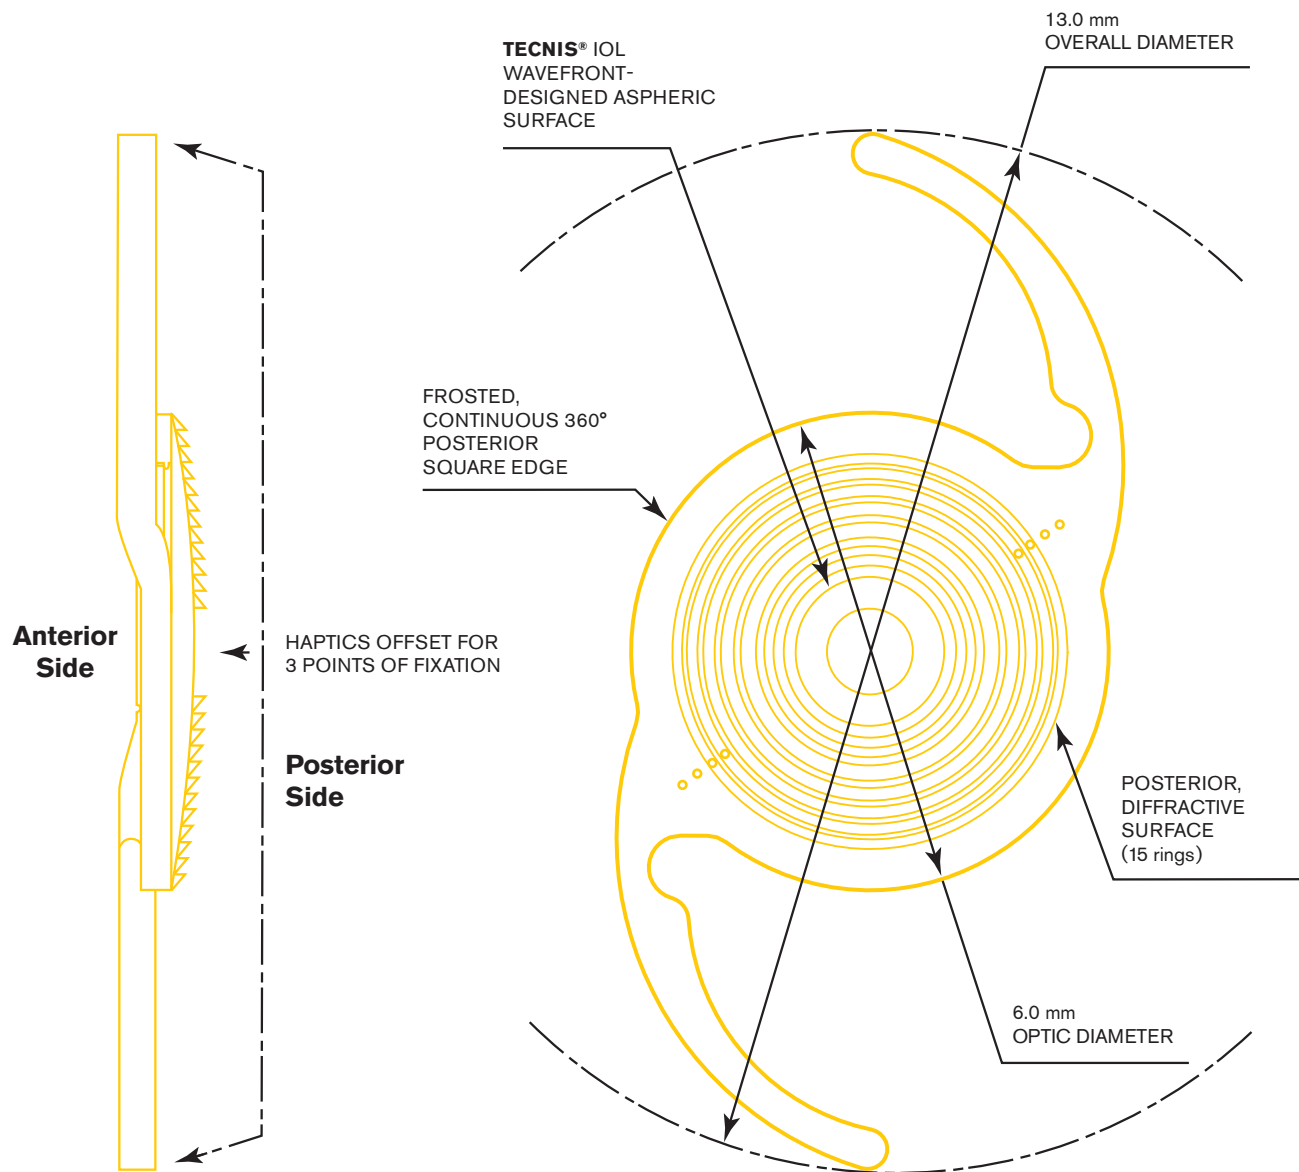 13.0 mm
OVERALL DIAMETER
TECNIS® IOL
WAVEFRONT-
DESIGNED ASPHERIC
SURFACE
FROSTED,
CONTINUOUS 360°
POSTERIOR
SQUARE EDGE
Anterior
Side
HAPTICS OFFSET FOR
3 POINTS OF FIXATION
Posterior
Side
POSTERIOR,
DIFFRACTIVE
SURFACE
(15 rings)
6.0 mm
OPTIC DIAMETER